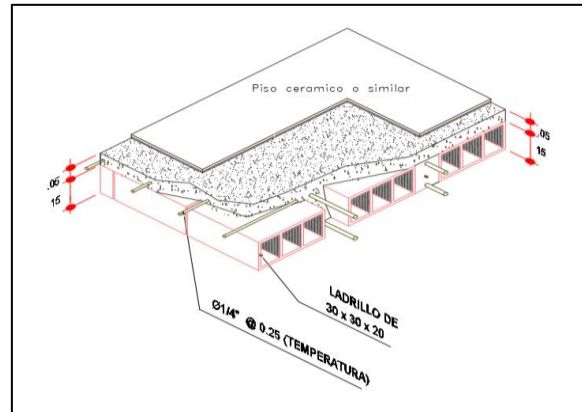 Piso ceramico o similar
.05
15
.05
15
LADRILLO DE
30 x 30 x 20
Ø1/4" @ 0.25 (TEMPERATURA)